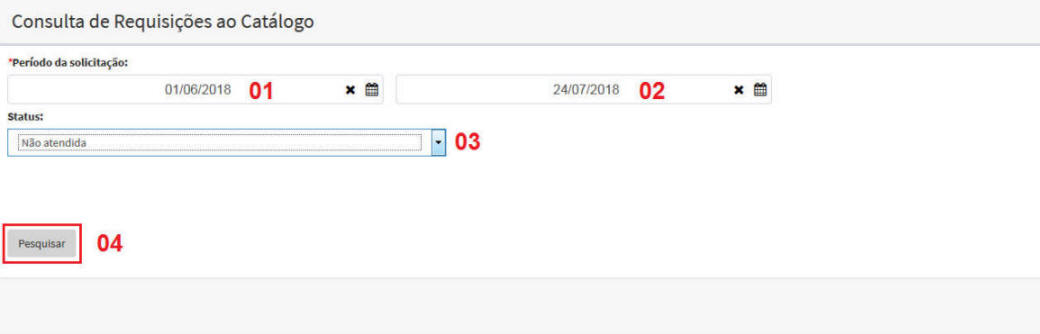 Consulta de Requisições ao Catálogo
*Período da solicitação:
01/06/2018 01 24/07/2018 02
Status:
Não atendida 03
Pesquisar 04